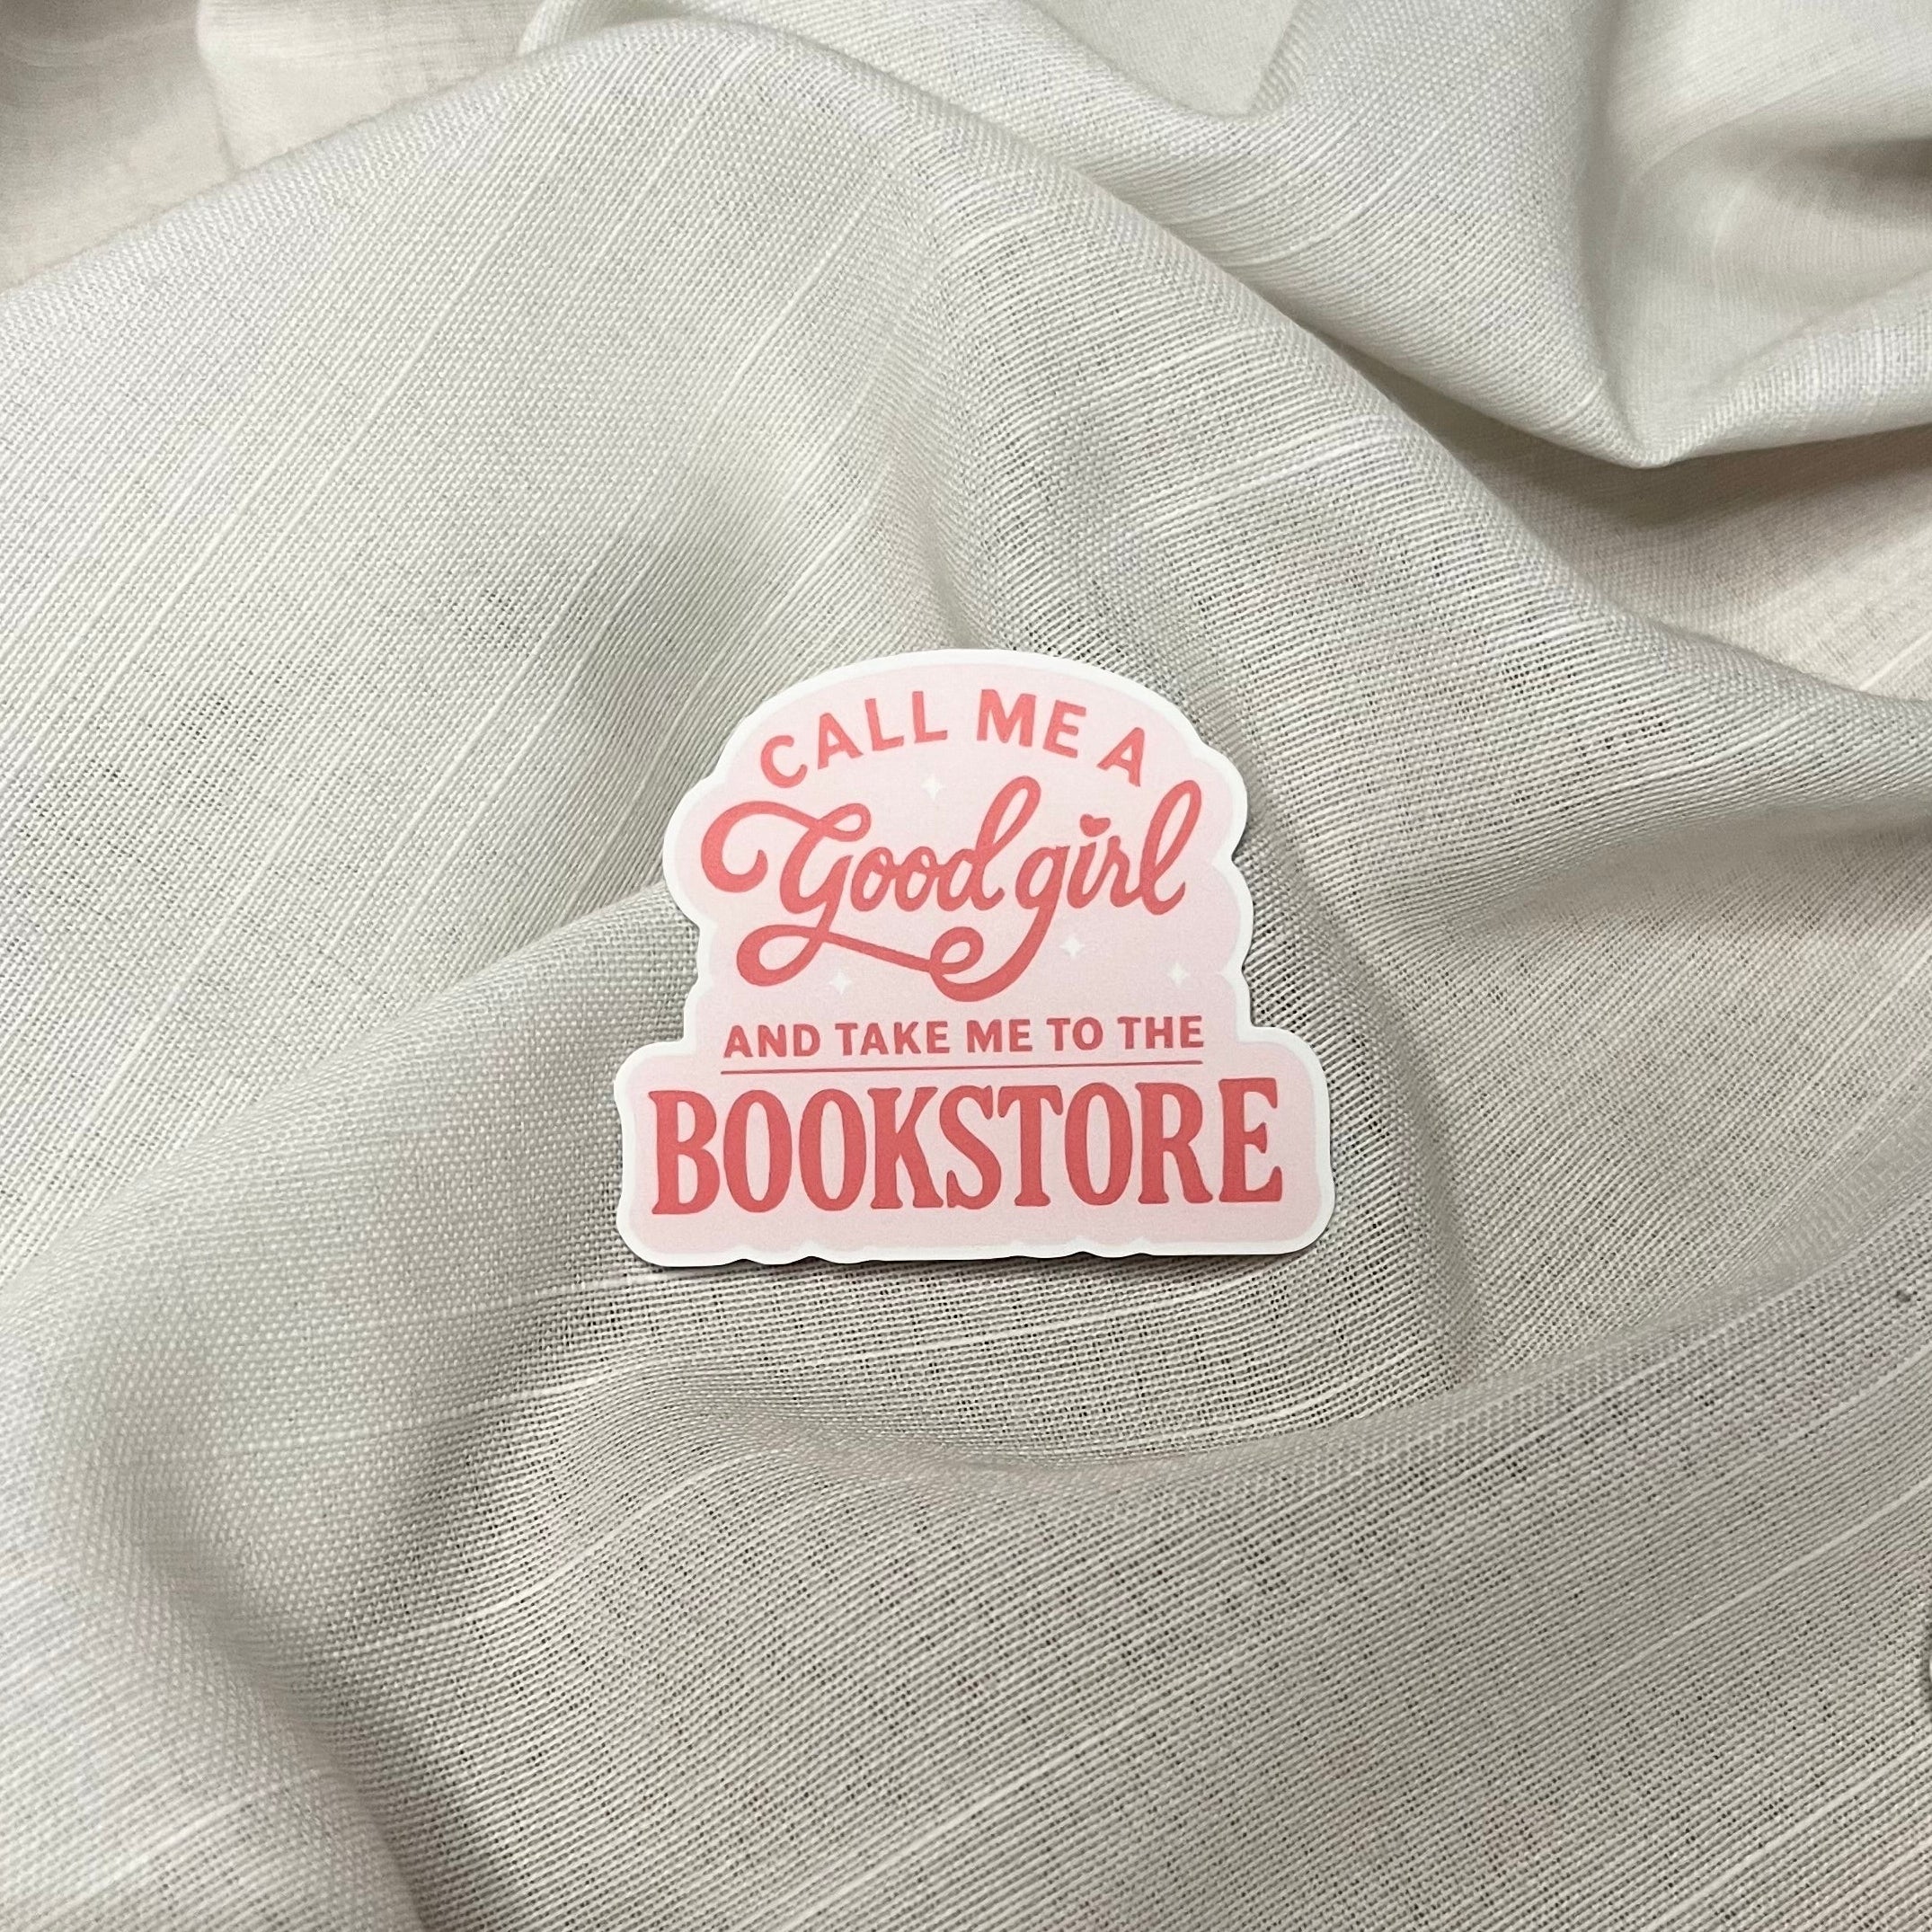 CALL ME A
Good girl
AND TAKE ME TO THE
BOOKSTORE